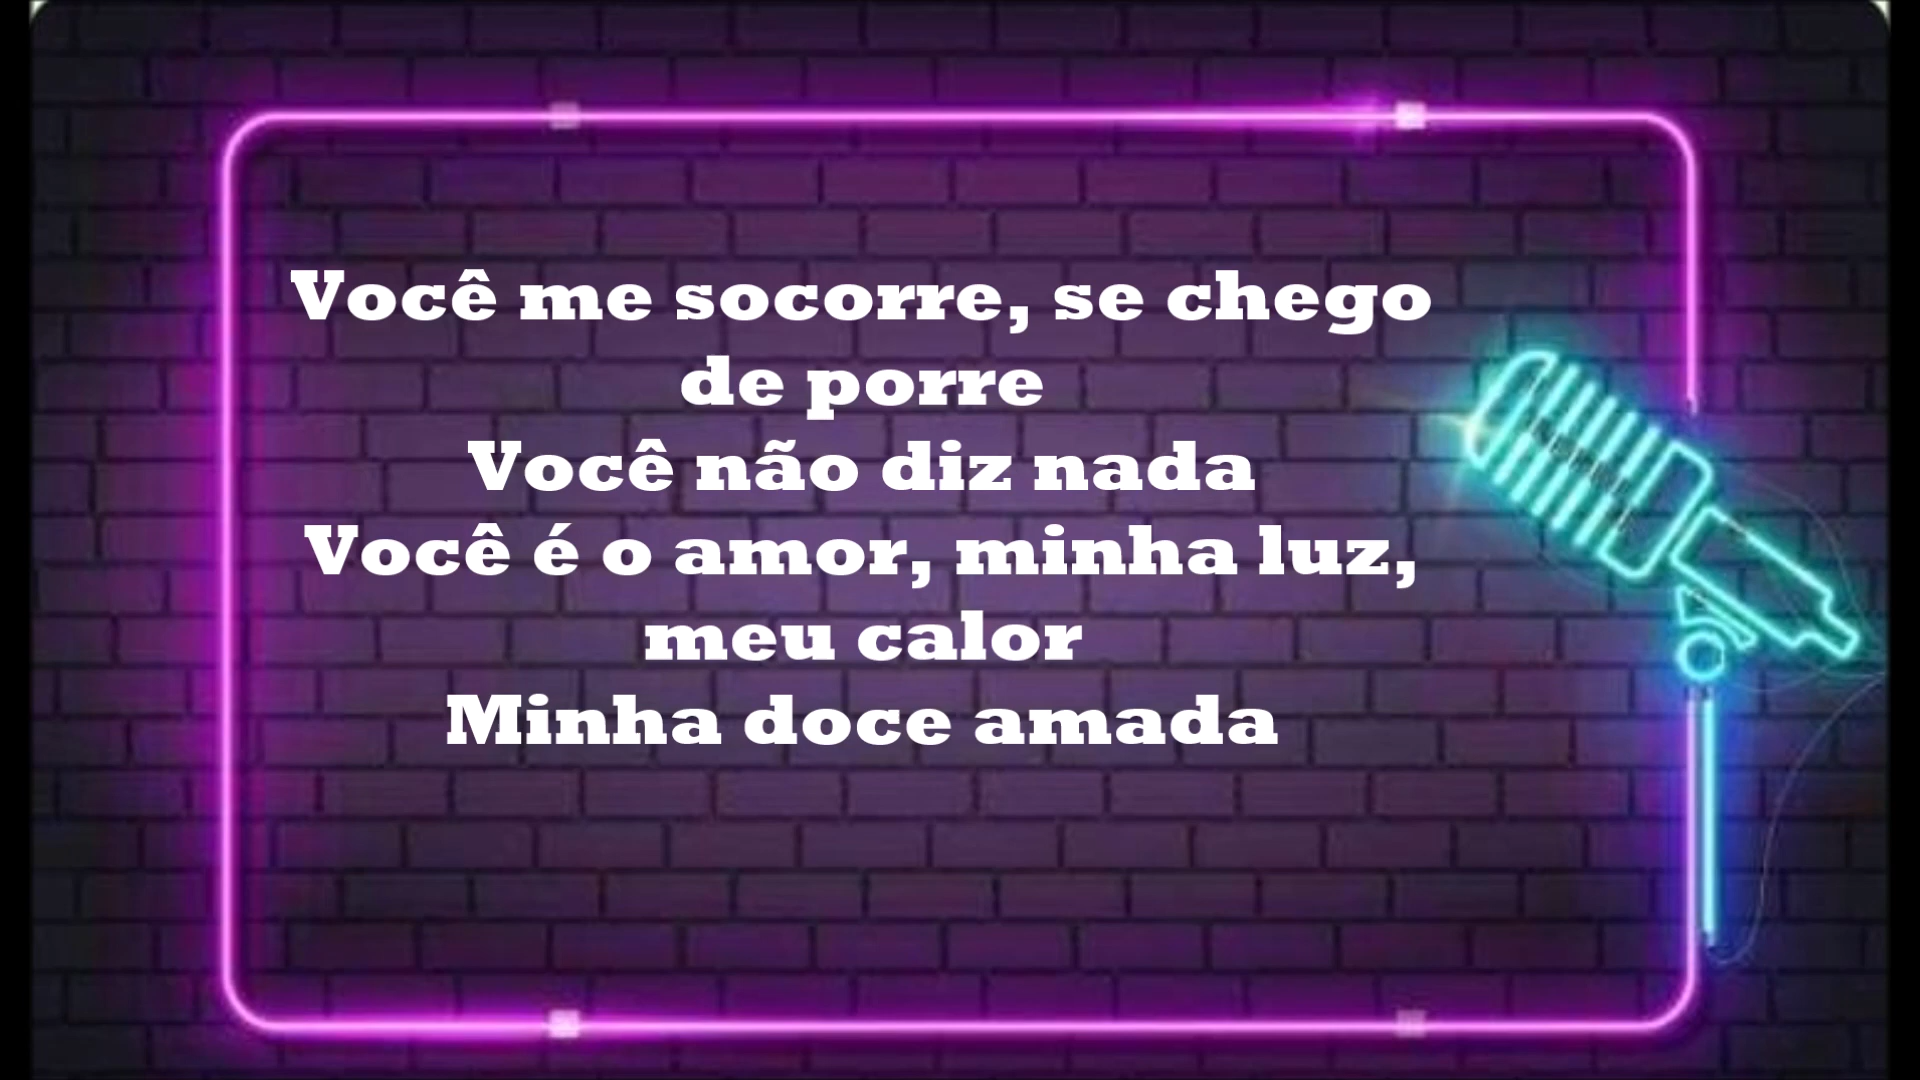 Você me socorre, se chego
de porre
Você não diz nada
Você é o amor, minha luz,
meu calor
Minha doce amada